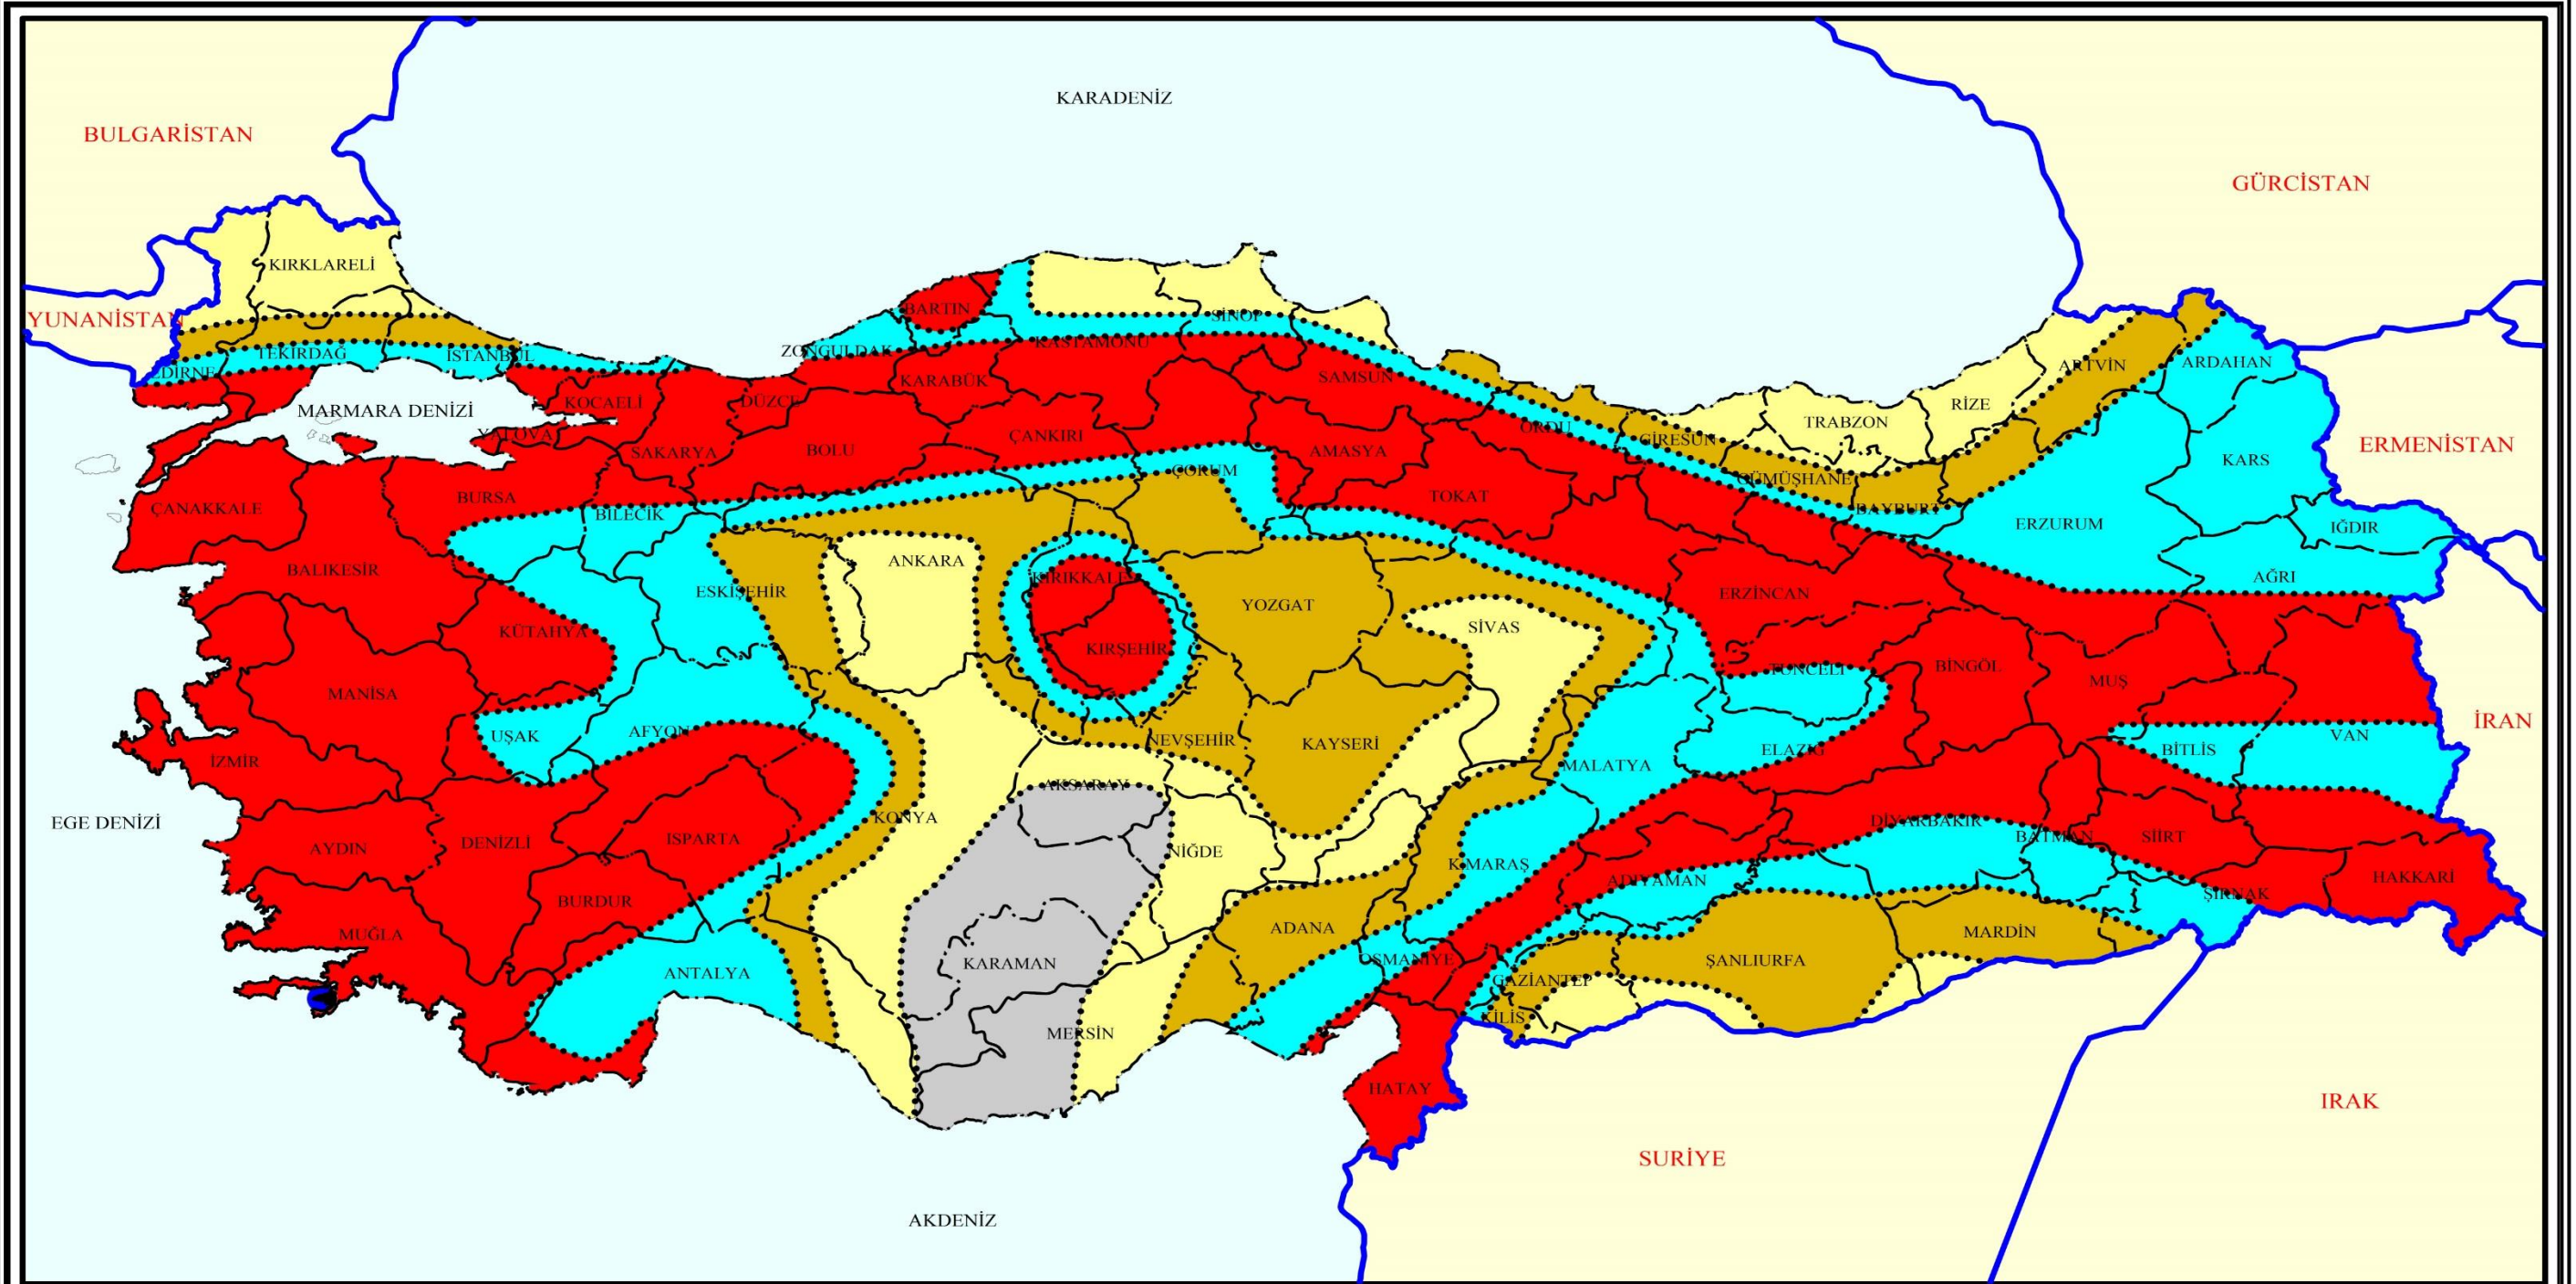 KARADENİZ
BULGARİSTAN
GÜRCİSTAN
KIRKLARELİ
YUNANİSTAN
BARTIN
SİNOP
ZONGULDAK
KASTAMONU
TEKİRDAĞ
İSTANBUL
EDİRNE
ARTVİN
ARDAHAN
KARABÜK
SAMSUN
KOCAELİ
DÜZCE
MARMARA DENİZİ
RİZE
TRABZON
YALOVA
ÇANKIRI
ORDU
GİRESUN
ERMENİSTAN
SAKARYA
BOLU
AMASYA
KARS
ÇORUM
GÜMÜŞHANE
BURSA
TOKAT
ÇANAKKALE
BİLECİK
BAYBURT
ERZURUM
IĞDIR
ANKARA
BALIKESİR
KIRIKKALE
AĞRI
ESKİŞEHİR
YOZGAT
ERZİNCAN
KÜTAHYA
SİVAS
KIRŞEHİR
TUNCELİ
BİNGÖL
MUŞ
MANİSA
İRAN
UŞAK
AFYON
NEVŞEHİR
KAYSERİ
ELAZIĞ
BİTLİS
VAN
İZMİR
MALATYA
AKSARAY
EGE DENİZİ
KONYA
DİYARBAKIR
BATMAN
SİİRT
AYDIN
DENİZLİ
ISPARTA
NİĞDE
K.MARAŞ
ADIYAMAN
HAKKARİ
BURDUR
ŞIRNAK
MUĞLA
ADANA
MARDİN
KARAMAN
OSMANİYE
ŞANLIURFA
ANTALYA
GAZİANTEP
KİLİS
MERSİN
HATAY
IRAK
SURİYE
AKDENİZ